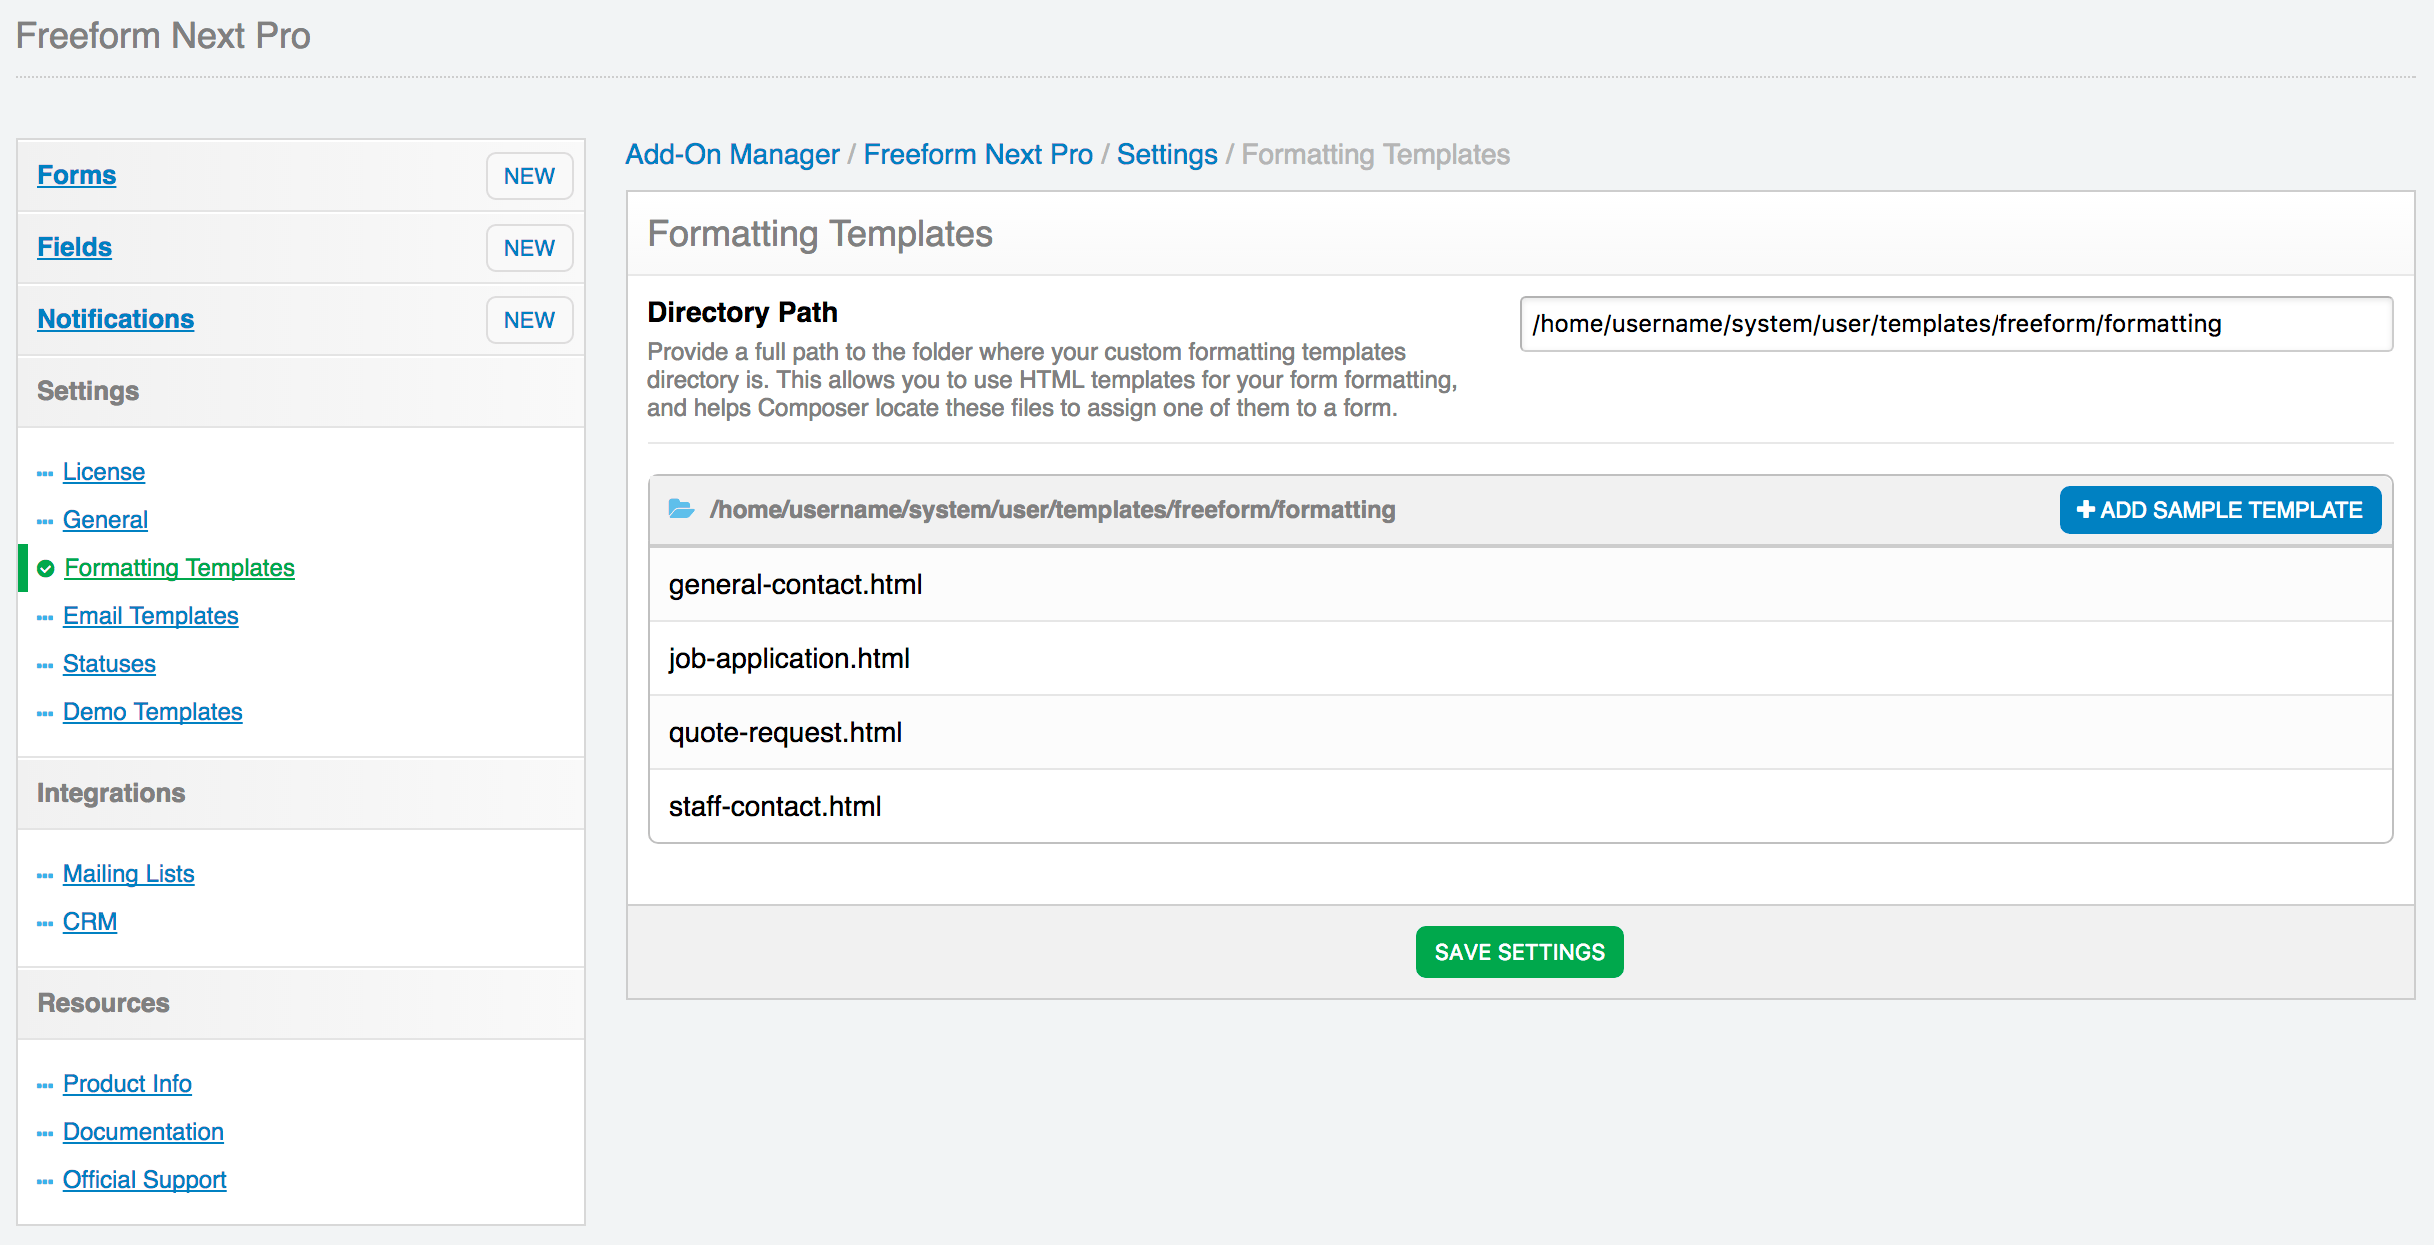 Freeform Next Pro
Forms
NEW
Fields
NEW
Notifications
NEW
Settings
License
General
Formatting Templates
Email Templates
Statuses
Demo Templates
Integrations
Mailing Lists
CRM
Resources
Product Info
Documentation
Official Support
Add-On Manager / Freeform Next Pro / Settings / Formatting Templates
Formatting Templates
Directory Path
Provide a full path to the folder where your custom formatting templates
directory is. This allows you to use HTML templates for your form formatting,
and helps Composer locate these files to assign one of them to a form.
/home/username/system/user/templates/freeform/formatting
/home/username/system/user/templates/freeform/formatting
ADD SAMPLE TEMPLATE
general-contact.html
job-application.html
quote-request.html
staff-contact.html
SAVE SETTINGS